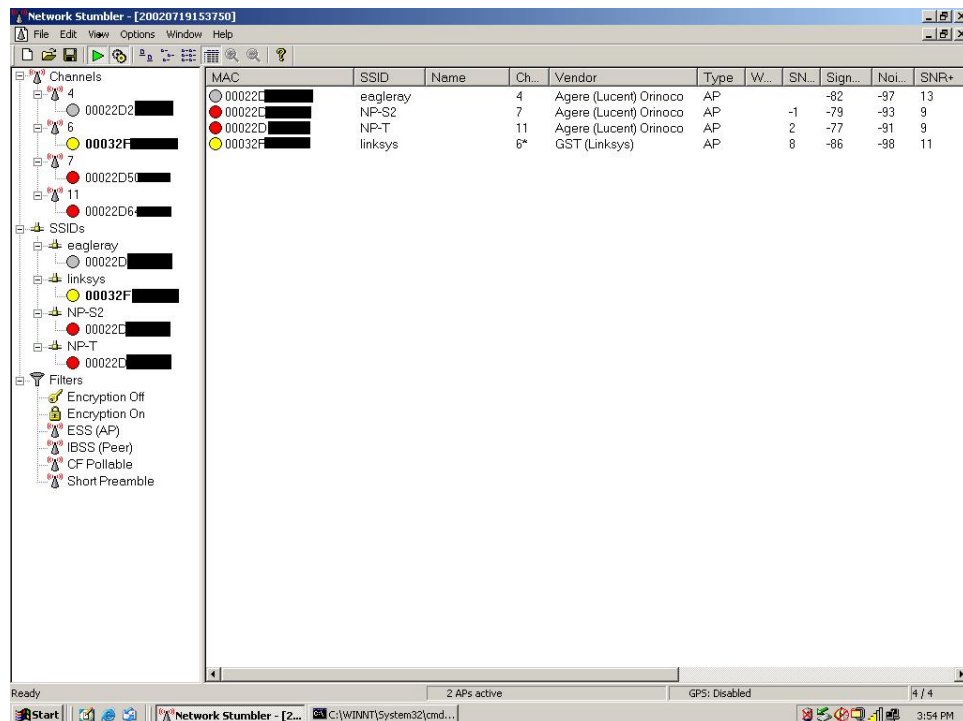 Network Stumbler - [20020719153750]
File Edit View Options Window Help
Channels
4
00022D2
6
00032F
7
00022D50
11
00022D64
SSIDs
eagleray
00022D
linksys
00032F
NP-S2
00022D
NP-T
00022D
Filters
Encryption Off
Encryption On
ESS (AP)
IBSS (Peer)
CF Pollable
Short Preamble
MAC SSID Name Ch... Vendor Type W... SN... Sign... Noi... SNR+
00022D eagleray 4 Agere (Lucent) Orinoco AP -82 -97 13
00022D NP-S2 7 Agere (Lucent) Orinoco AP -1 -79 -93 9
00022D NP-T 11 Agere (Lucent) Orinoco AP 2 -77 -91 9
00032F linksys 6* GST (Linksys) AP 8 -86 -98 11
Ready 2 APs active GPS: Disabled 4 / 4
Start Network Stumbler - [2... C:\WINNT\System32\cmd... 3:54 PM